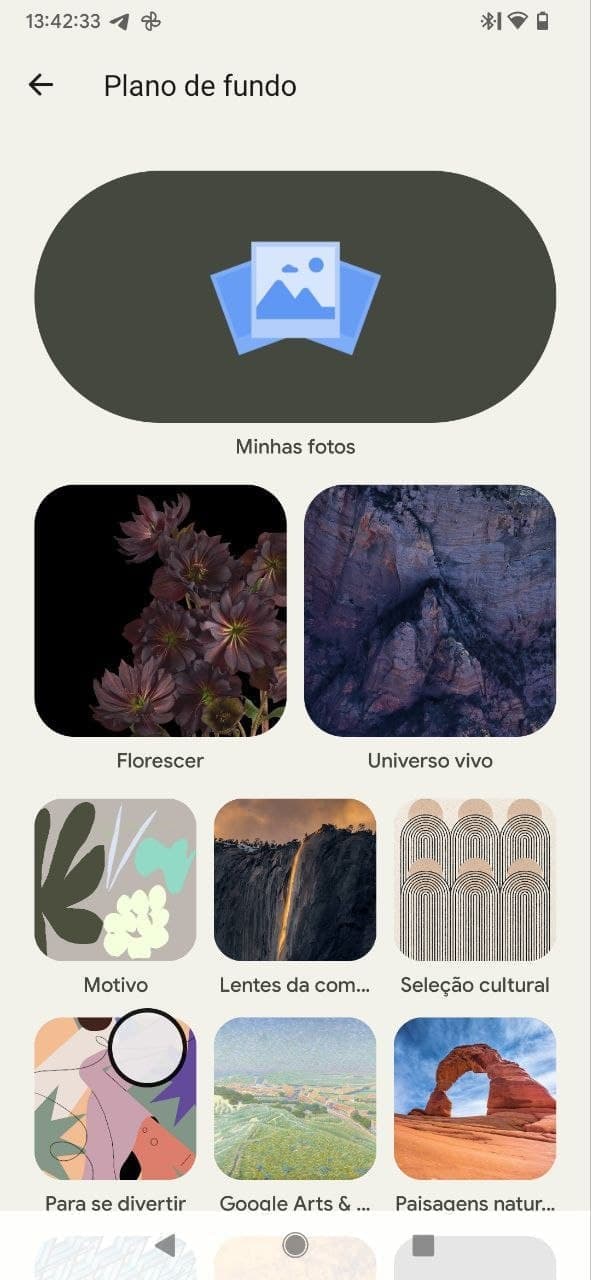 13:42:33
Plano de fundo
Minhas fotos
Florescer
Universo vivo
Motivo
Lentes da com...
Seleção cultural
Para se divertir
Google Arts & ...
Paisagens natur...